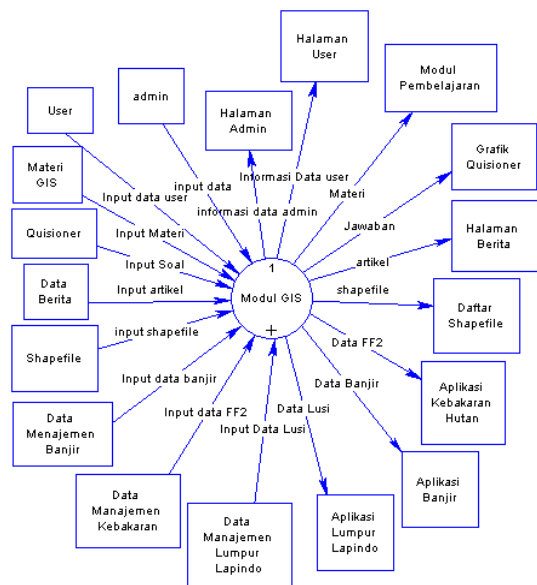 Halaman
User
Modul
Pembelajaran
admin
User
Halaman
Admin
Grafik
Quisioner
Materi
GIS
Informasi Data user
input data
Materi
Input data user
informasi data admin
Quisioner
Input Materi
Jawaban
Halaman
Berita
Input Soal
artikel
1
Data
Berita
Input artikel
Modul GIS
shapefile
Daftar
Shapefile
+
Shapefile
input shapefile
Data FF2
Input data banjir
Data Banjir
Aplikasi
Kebakaran
Hutan
Data
Menajemen
Banjir
Input data FF2
Data Lusi
Input Data Lusi
Aplikasi
Banjir
Data
Manajemen
Kebakaran
Data
Manajemen
Lumpur
Lapindo
Aplikasi
Lumpur
Lapindo